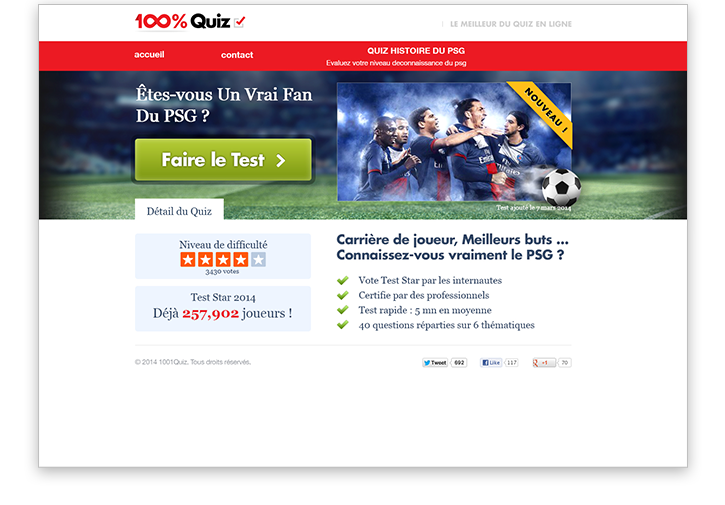 100% Quiz
LE MEILLEUR DU QUIZ EN LIGNE
accueil
contact
QUIZ HISTOIRE DU PSG
Evaluez votre niveau deconnaissance du psg
Êtes-vous Un Vrai Fan
Du PSG ?
Faire le Test
NOUVEAU !
Test ajouté le 7 mars 2014
Détail du Quiz
Niveau de difficulté
3430 votes
Test Star 2014
Déjà 257,902 joueurs !
Carrière de joueur, Meilleurs buts ...
Connaissez-vous vraiment le PSG ?
Vote Test Star par les internautes
Certifie par des professionnels
Test rapide : 5 mn en moyenne
40 questions réparties sur 6 thématiques
© 2014 1001Quiz. Tous droits réservés.
Tweet 692
Like 117
+1 70